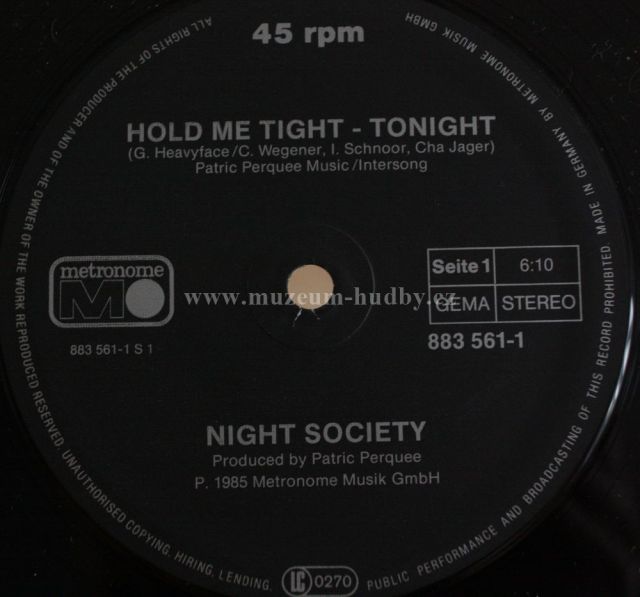 45 rpm
HOLD ME TIGHT - TONIGHT
(G. Heavyface/C. Wegener, I. Schnoor, Cha Jager)
Patric Perquee Music/Intersong
metronome
M
Seite 1 6:10
GEMA STEREO
www.muzeum-hudby.cz
883 561-1
883 561-1 S 1
NIGHT SOCIETY
Produced by Patric Perquee
P. 1985 Metronome Musik GmbH
ALL RIGHTS OF THE PRODUCER AND OF THE OWNER OF THE WORK REPRODUCED RESERVED. UNAUTHORISED COPYING, HIRING, LENDING, PUBLIC PERFORMANCE AND BROADCASTING OF THIS RECORD PROHIBITED. MADE IN GERMANY BY METRONOME MUSIK GMBH
LC 0270